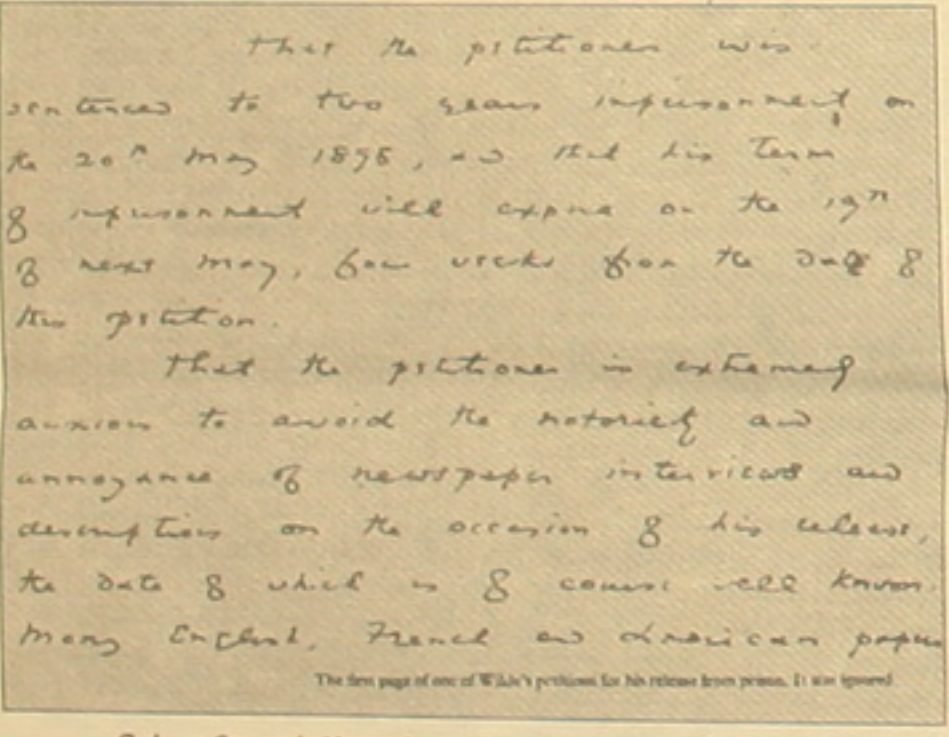 That the petitioner was
sentenced to two years imprisonment on
the 20th May 1895, and that his term
of imprisonment will expire on the 19th
of next May, four weeks from the date of
this petition.
That the petitioner is extremely
anxious to avoid the notoriety and
annoyance of newspaper interviews and
descriptions on the occasion of his release,
the date of which is of course well known.
Many English, French and American papers
The first page of one of Wilde's petitions for his release from prison. It was ignored